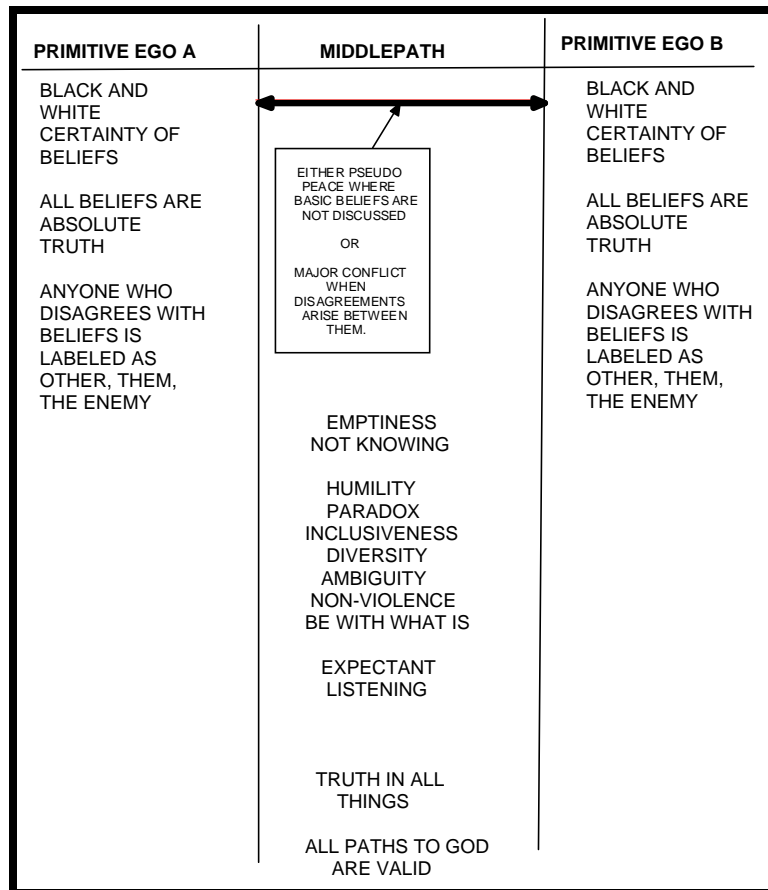 PRIMITIVE EGO A
MIDDLEPATH
PRIMITIVE EGO B
BLACK AND
WHITE
CERTAINTY OF
BELIEFS
ALL BELIEFS ARE
ABSOLUTE
TRUTH
ANYONE WHO
DISAGREES WITH
BELIEFS IS
LABELED AS
OTHER, THEM,
THE ENEMY
EITHER PSEUDO
PEACE WHERE
BASIC BELIEFS ARE
NOT DISCUSSED
OR
MAJOR CONFLICT
WHEN
DISAGREEMENTS
ARISE BETWEEN
THEM.
EMPTINESS
NOT KNOWING
HUMILITY
PARADOX
INCLUSIVENESS
DIVERSITY
AMBIGUITY
NON-VIOLENCE
BE WITH WHAT IS
EXPECTANT
LISTENING
TRUTH IN ALL
THINGS
ALL PATHS TO GOD
ARE VALID
BLACK AND
WHITE
CERTAINTY OF
BELIEFS
ALL BELIEFS ARE
ABSOLUTE
TRUTH
ANYONE WHO
DISAGREES WITH
BELIEFS IS
LABELED AS
OTHER, THEM,
THE ENEMY